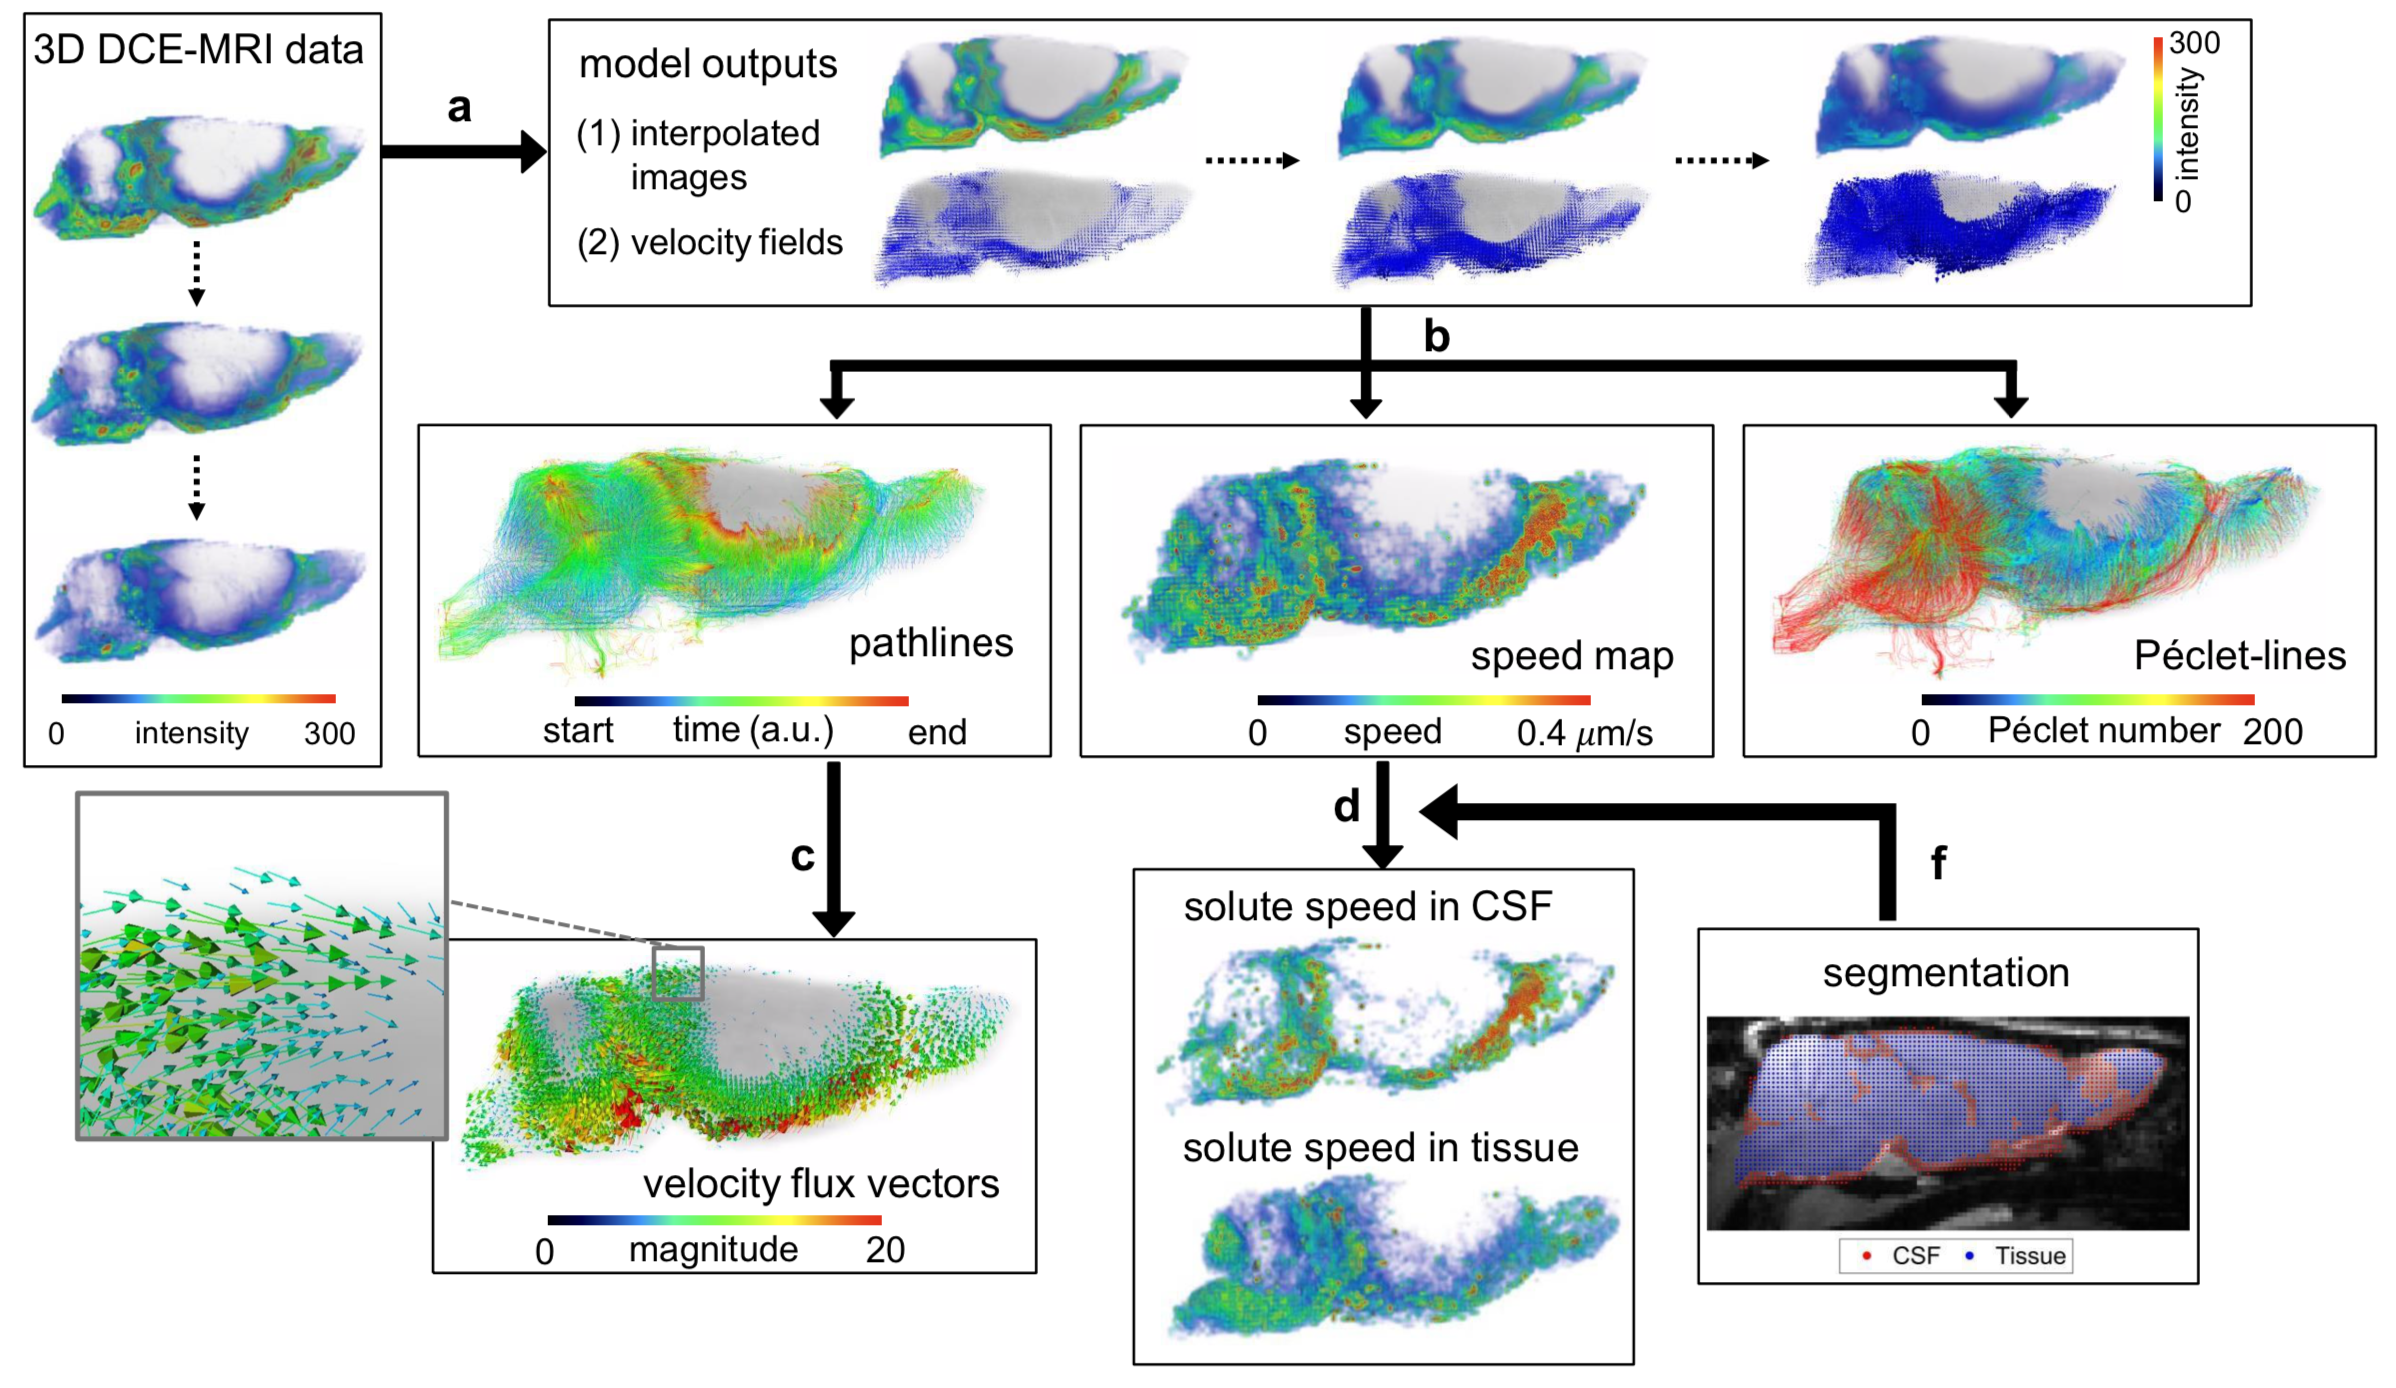 3D DCE-MRI data
0 intensity 300
a
model outputs
(1) interpolated
images
(2) velocity fields
300
intensity
0
b
pathlines
start time (a.u.) end
speed map
0 speed 0.4 μm/s
Péclet-lines
0 Péclet number 200
c
velocity flux vectors
0 magnitude 20
d
solute speed in CSF
solute speed in tissue
f
segmentation
CSF Tissue